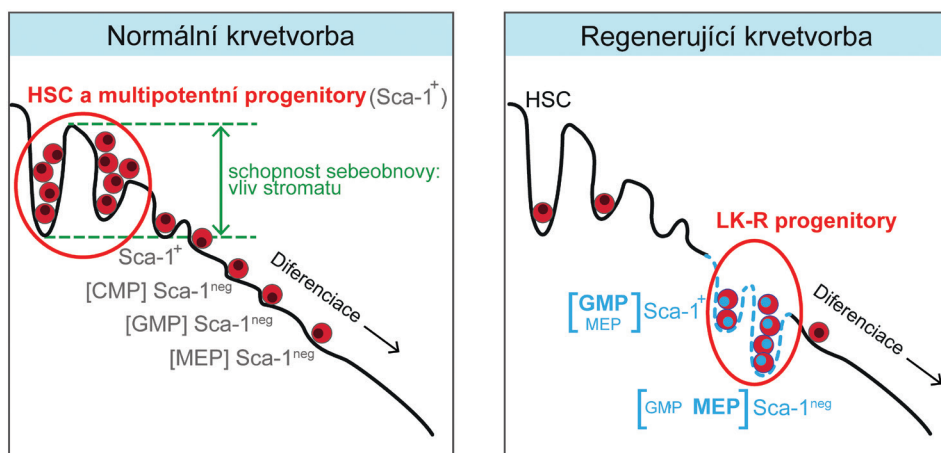 Normální krvetvorba
HSC a multipotentní progenitory (Sca-1+)
schopnost sebeobnovy:
vliv stromatu
Sca-1+
[CMP] Sca-1neg
[GMP] Sca-1neg
[MEP] Sca-1neg
Diferenciace
Regenerující krvetvorba
HSC
LK-R progenitory
[GMP
MEP] Sca-1+
Diferenciace
[GMP MEP] Sca-1neg